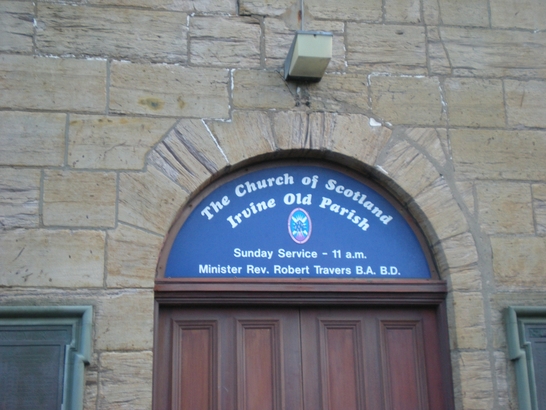 The Church of Scotland
Irvine Old Parish
Sunday Service - 11 a.m.
Minister Rev. Robert Travers B.A. B.D.